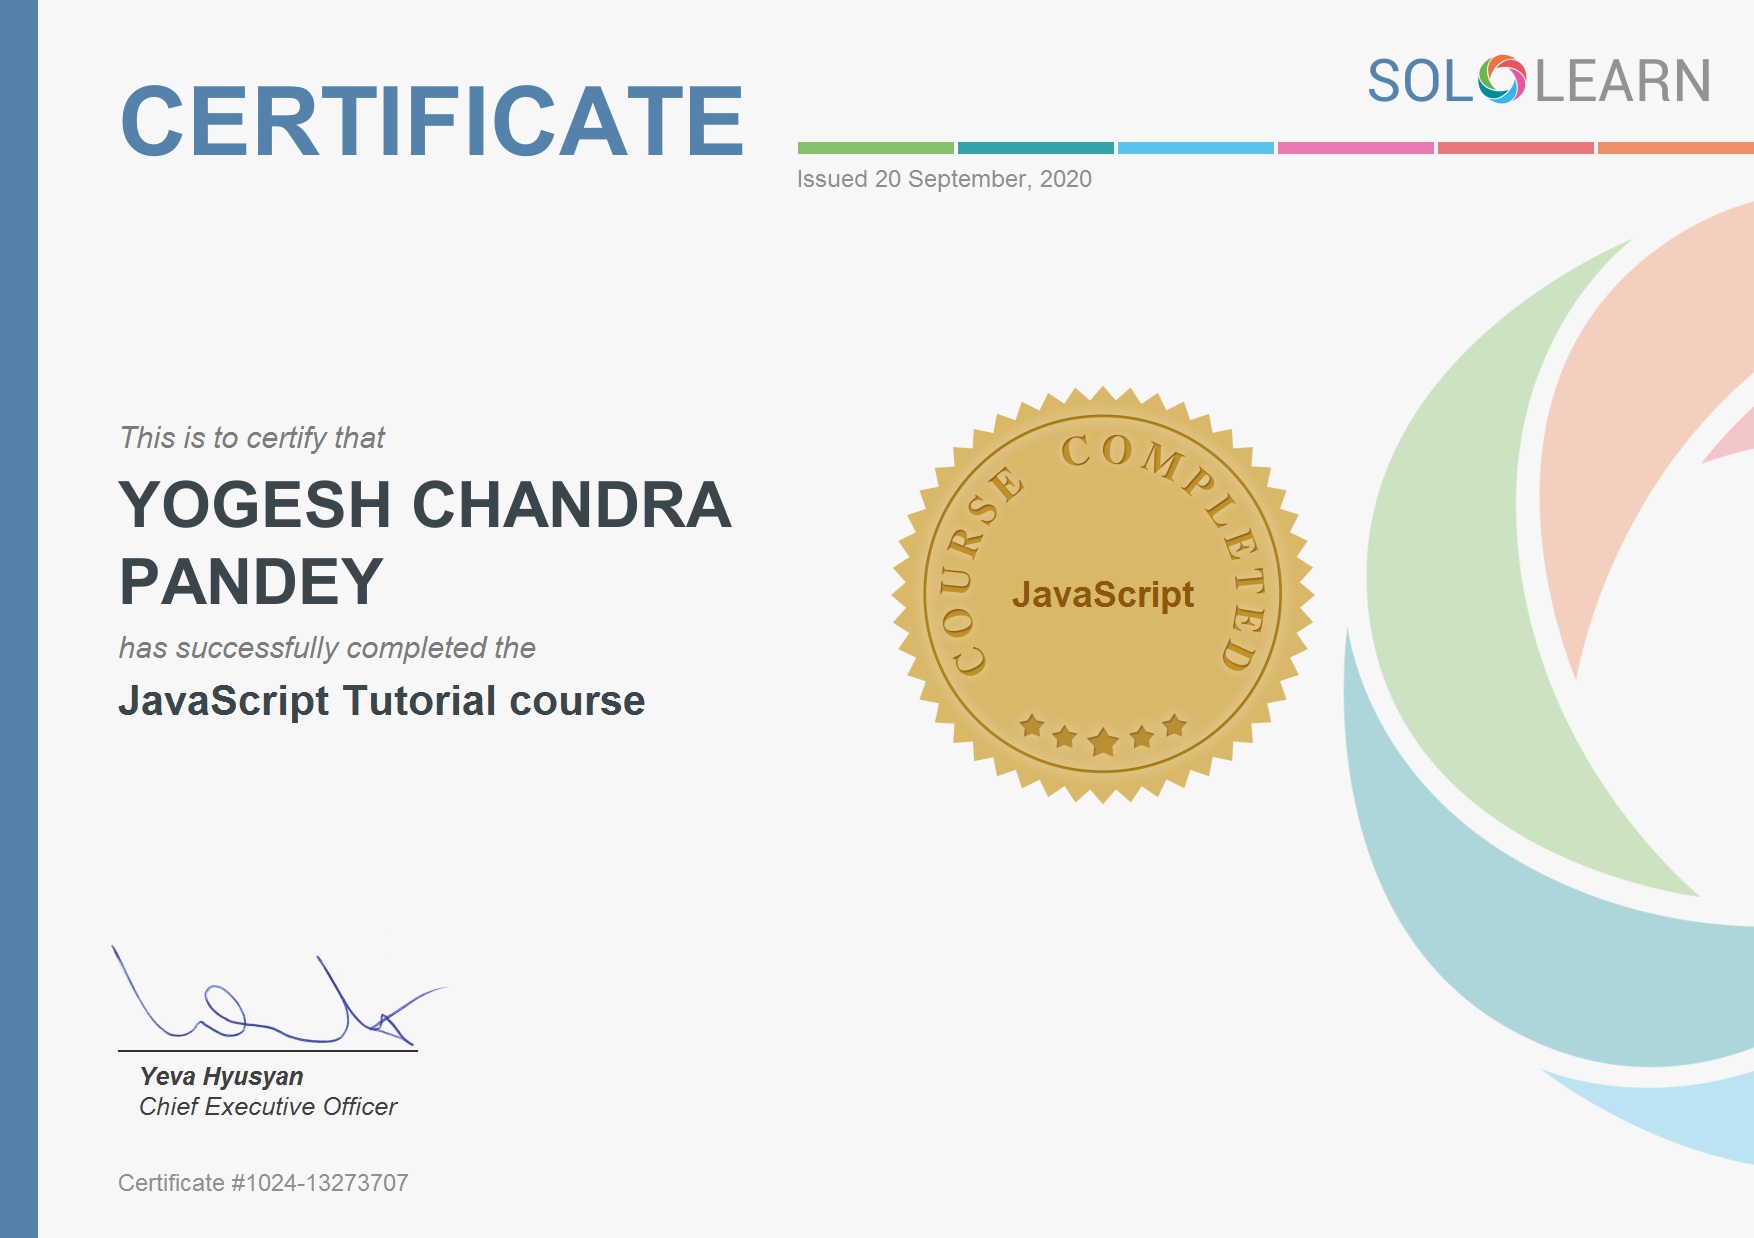 CERTIFICATE
SOLOLEARN
Issued 20 September, 2020
This is to certify that
YOGESH CHANDRA
PANDEY
has successfully completed the
JavaScript Tutorial course
COURSE COMPLETED
JavaScript
Yeva Hyusyan
Chief Executive Officer
Certificate #1024-13273707